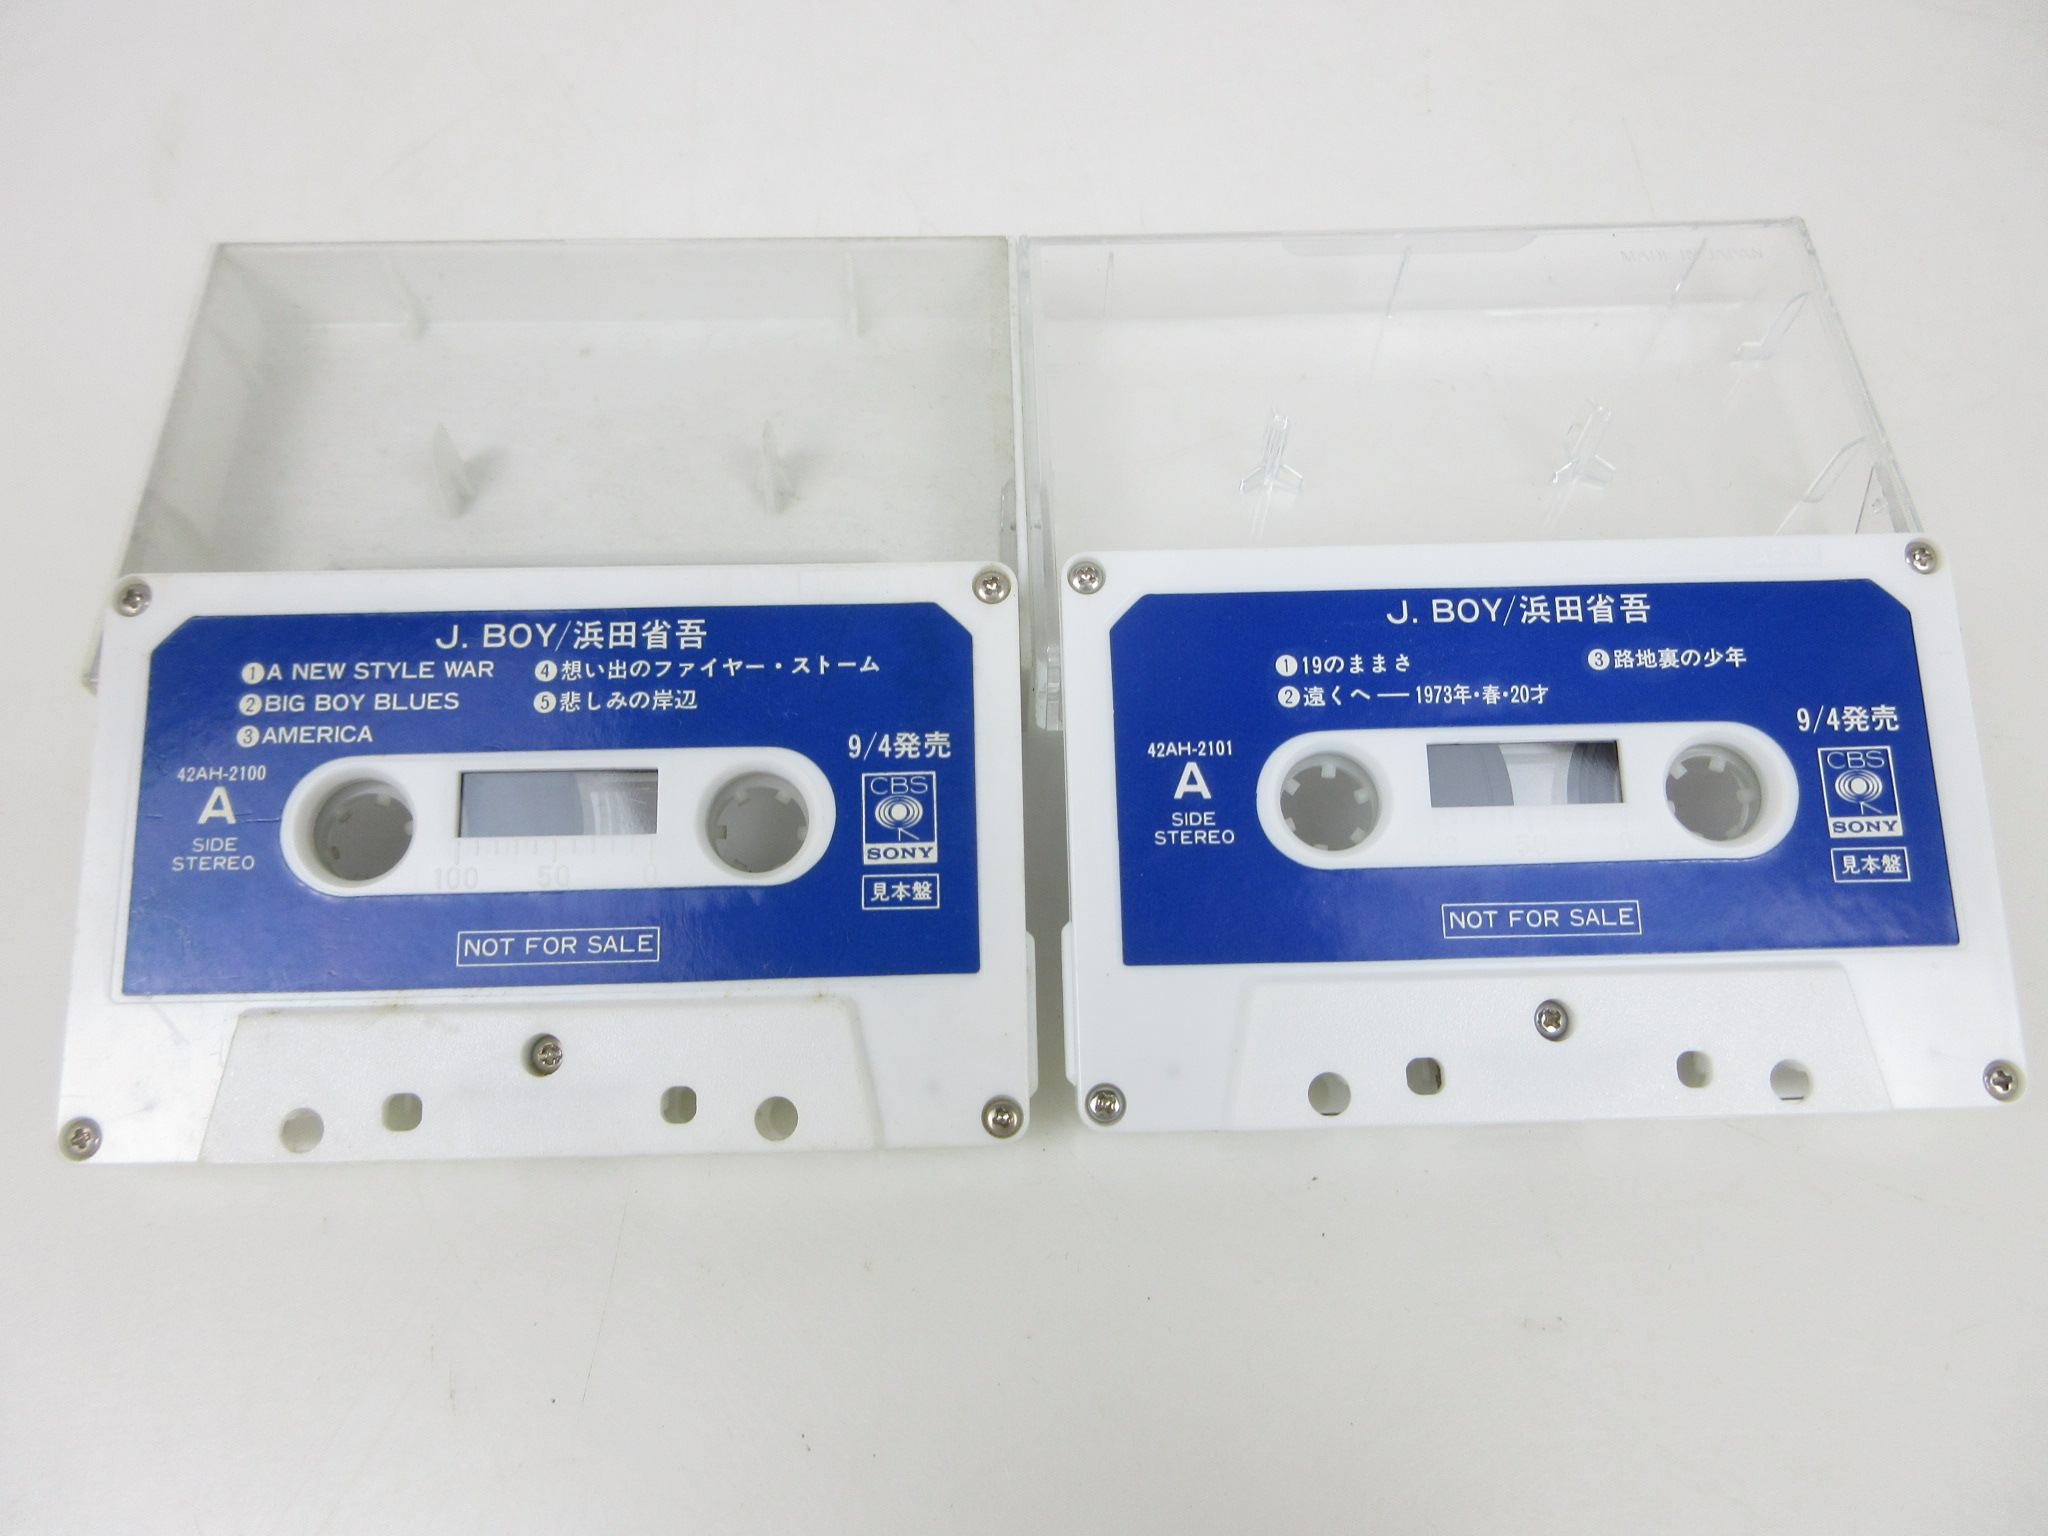 J. BOY/浜田省吾
❶A NEW STYLE WAR
❷BIG BOY BLUES
❸AMERICA
❹想い出のファイヤー・ストーム
❺悲しみの岸辺
42AH-2100
A
SIDE
STEREO
9/4発売
CBS
SONY
見本盤
100 50 0
NOT FOR SALE
MADE IN JAPAN
J. BOY/浜田省吾
❶19のままさ
❷遠くへ――1973年・春・20才
❸路地裏の少年
42AH-2101
A
SIDE
STEREO
9/4発売
CBS
SONY
見本盤
100 50
NOT FOR SALE